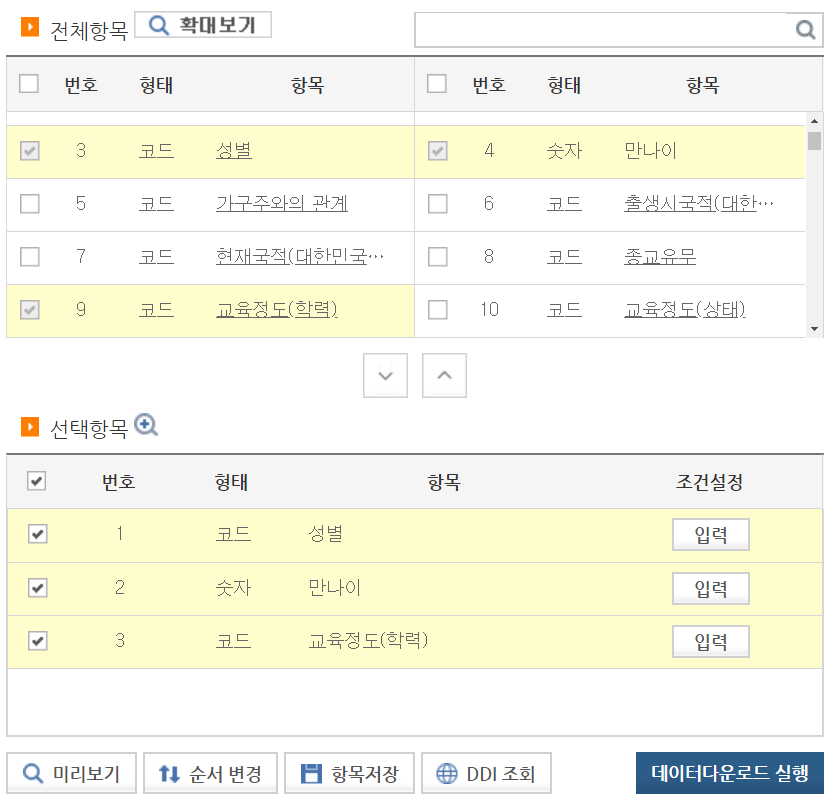 전체항목 확대보기
번호 형태 항목 번호 형태 항목
3 코드 성별 4 숫자 만나이
5 코드 가구주와의 관계 6 코드 출생시국적(대한…
7 코드 현재국적(대한민국… 8 코드 종교유무
9 코드 교육정도(학력) 10 코드 교육정도(상태)
선택항목
번호 형태 항목 조건설정
1 코드 성별 입력
2 숫자 만나이 입력
3 코드 교육정도(학력) 입력
미리보기 순서 변경 항목저장 DDI 조회 데이터다운로드 실행